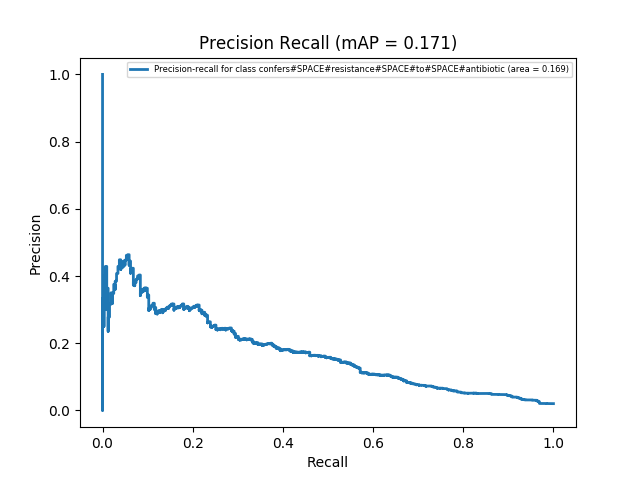 Precision Recall (mAP = 0.171)
Precision-recall for class confers#SPACE#resistance#SPACE#to#SPACE#antibiotic (area = 0.169)
1.0
0.8
0.6
0.4
0.2
0.0
Precision
0.0 0.2 0.4 0.6 0.8 1.0
Recall